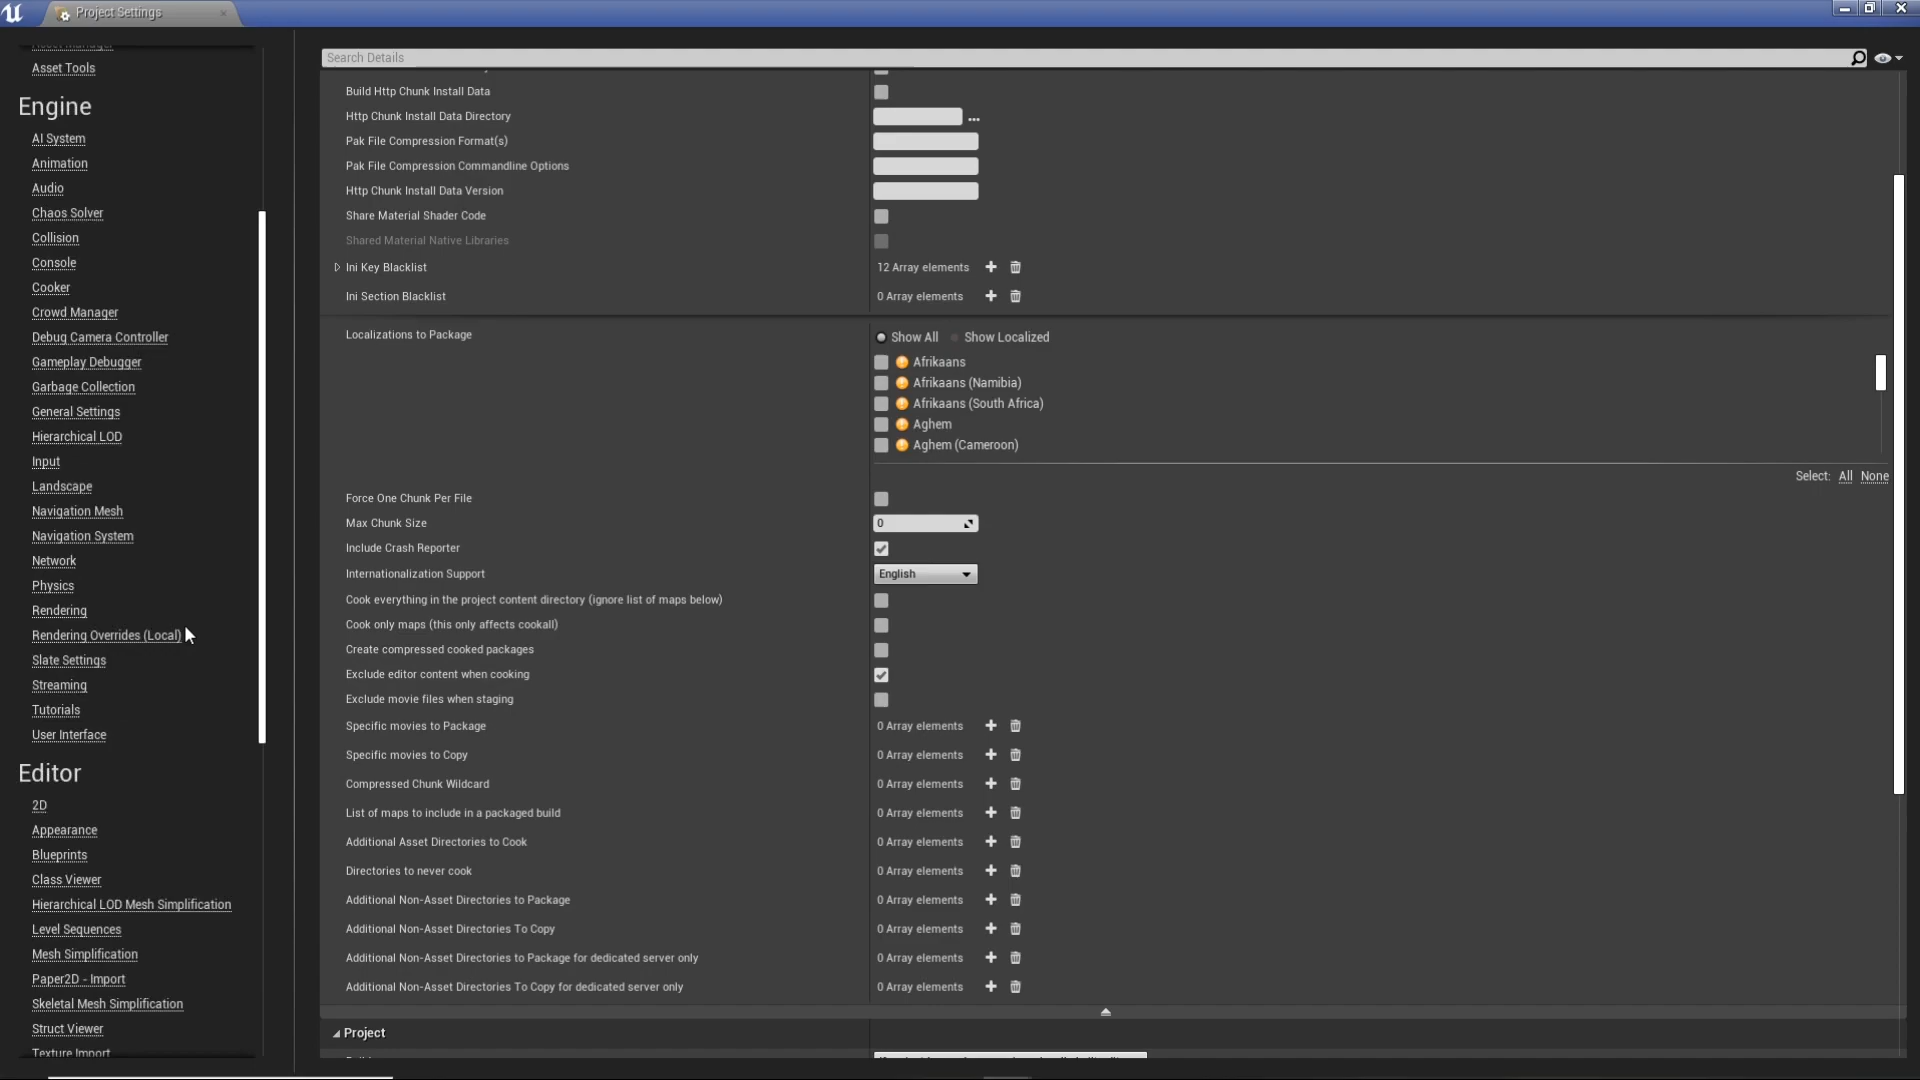 Project Settings
Asset Manager
Asset Tools
Engine
AI System
Animation
Audio
Chaos Solver
Collision
Console
Cooker
Crowd Manager
Debug Camera Controller
Gameplay Debugger
Garbage Collection
General Settings
Hierarchical LOD
Input
Landscape
Navigation Mesh
Navigation System
Network
Physics
Rendering
Rendering Overrides (Local)
Slate Settings
Streaming
Tutorials
User Interface
Editor
2D
Appearance
Blueprints
Class Viewer
Hierarchical LOD Mesh Simplification
Level Sequences
Mesh Simplification
Paper2D - Import
Skeletal Mesh Simplification
Struct Viewer
Texture Import
Search Details
Build Http Chunk Install Data
Http Chunk Install Data Directory ...
Pak File Compression Format(s)
Pak File Compression Commandline Options
Http Chunk Install Data Version
Share Material Shader Code
Shared Material Native Libraries
Ini Key Blacklist 12 Array elements
Ini Section Blacklist 0 Array elements
Localizations to Package Show All Show Localized
Afrikaans
Afrikaans (Namibia)
Afrikaans (South Africa)
Aghem
Aghem (Cameroon)
Select: All None
Force One Chunk Per File
Max Chunk Size 0
Include Crash Reporter
Internationalization Support English
Cook everything in the project content directory (ignore list of maps below)
Cook only maps (this only affects cookall)
Create compressed cooked packages
Exclude editor content when cooking
Exclude movie files when staging
Specific movies to Package 0 Array elements
Specific movies to Copy 0 Array elements
Compressed Chunk Wildcard 0 Array elements
List of maps to include in a packaged build 0 Array elements
Additional Asset Directories to Cook 0 Array elements
Directories to never cook 0 Array elements
Additional Non-Asset Directories to Package 0 Array elements
Additional Non-Asset Directories To Copy 0 Array elements
Additional Non-Asset Directories to Package for dedicated server only 0 Array elements
Additional Non-Asset Directories To Copy for dedicated server only 0 Array elements
Project